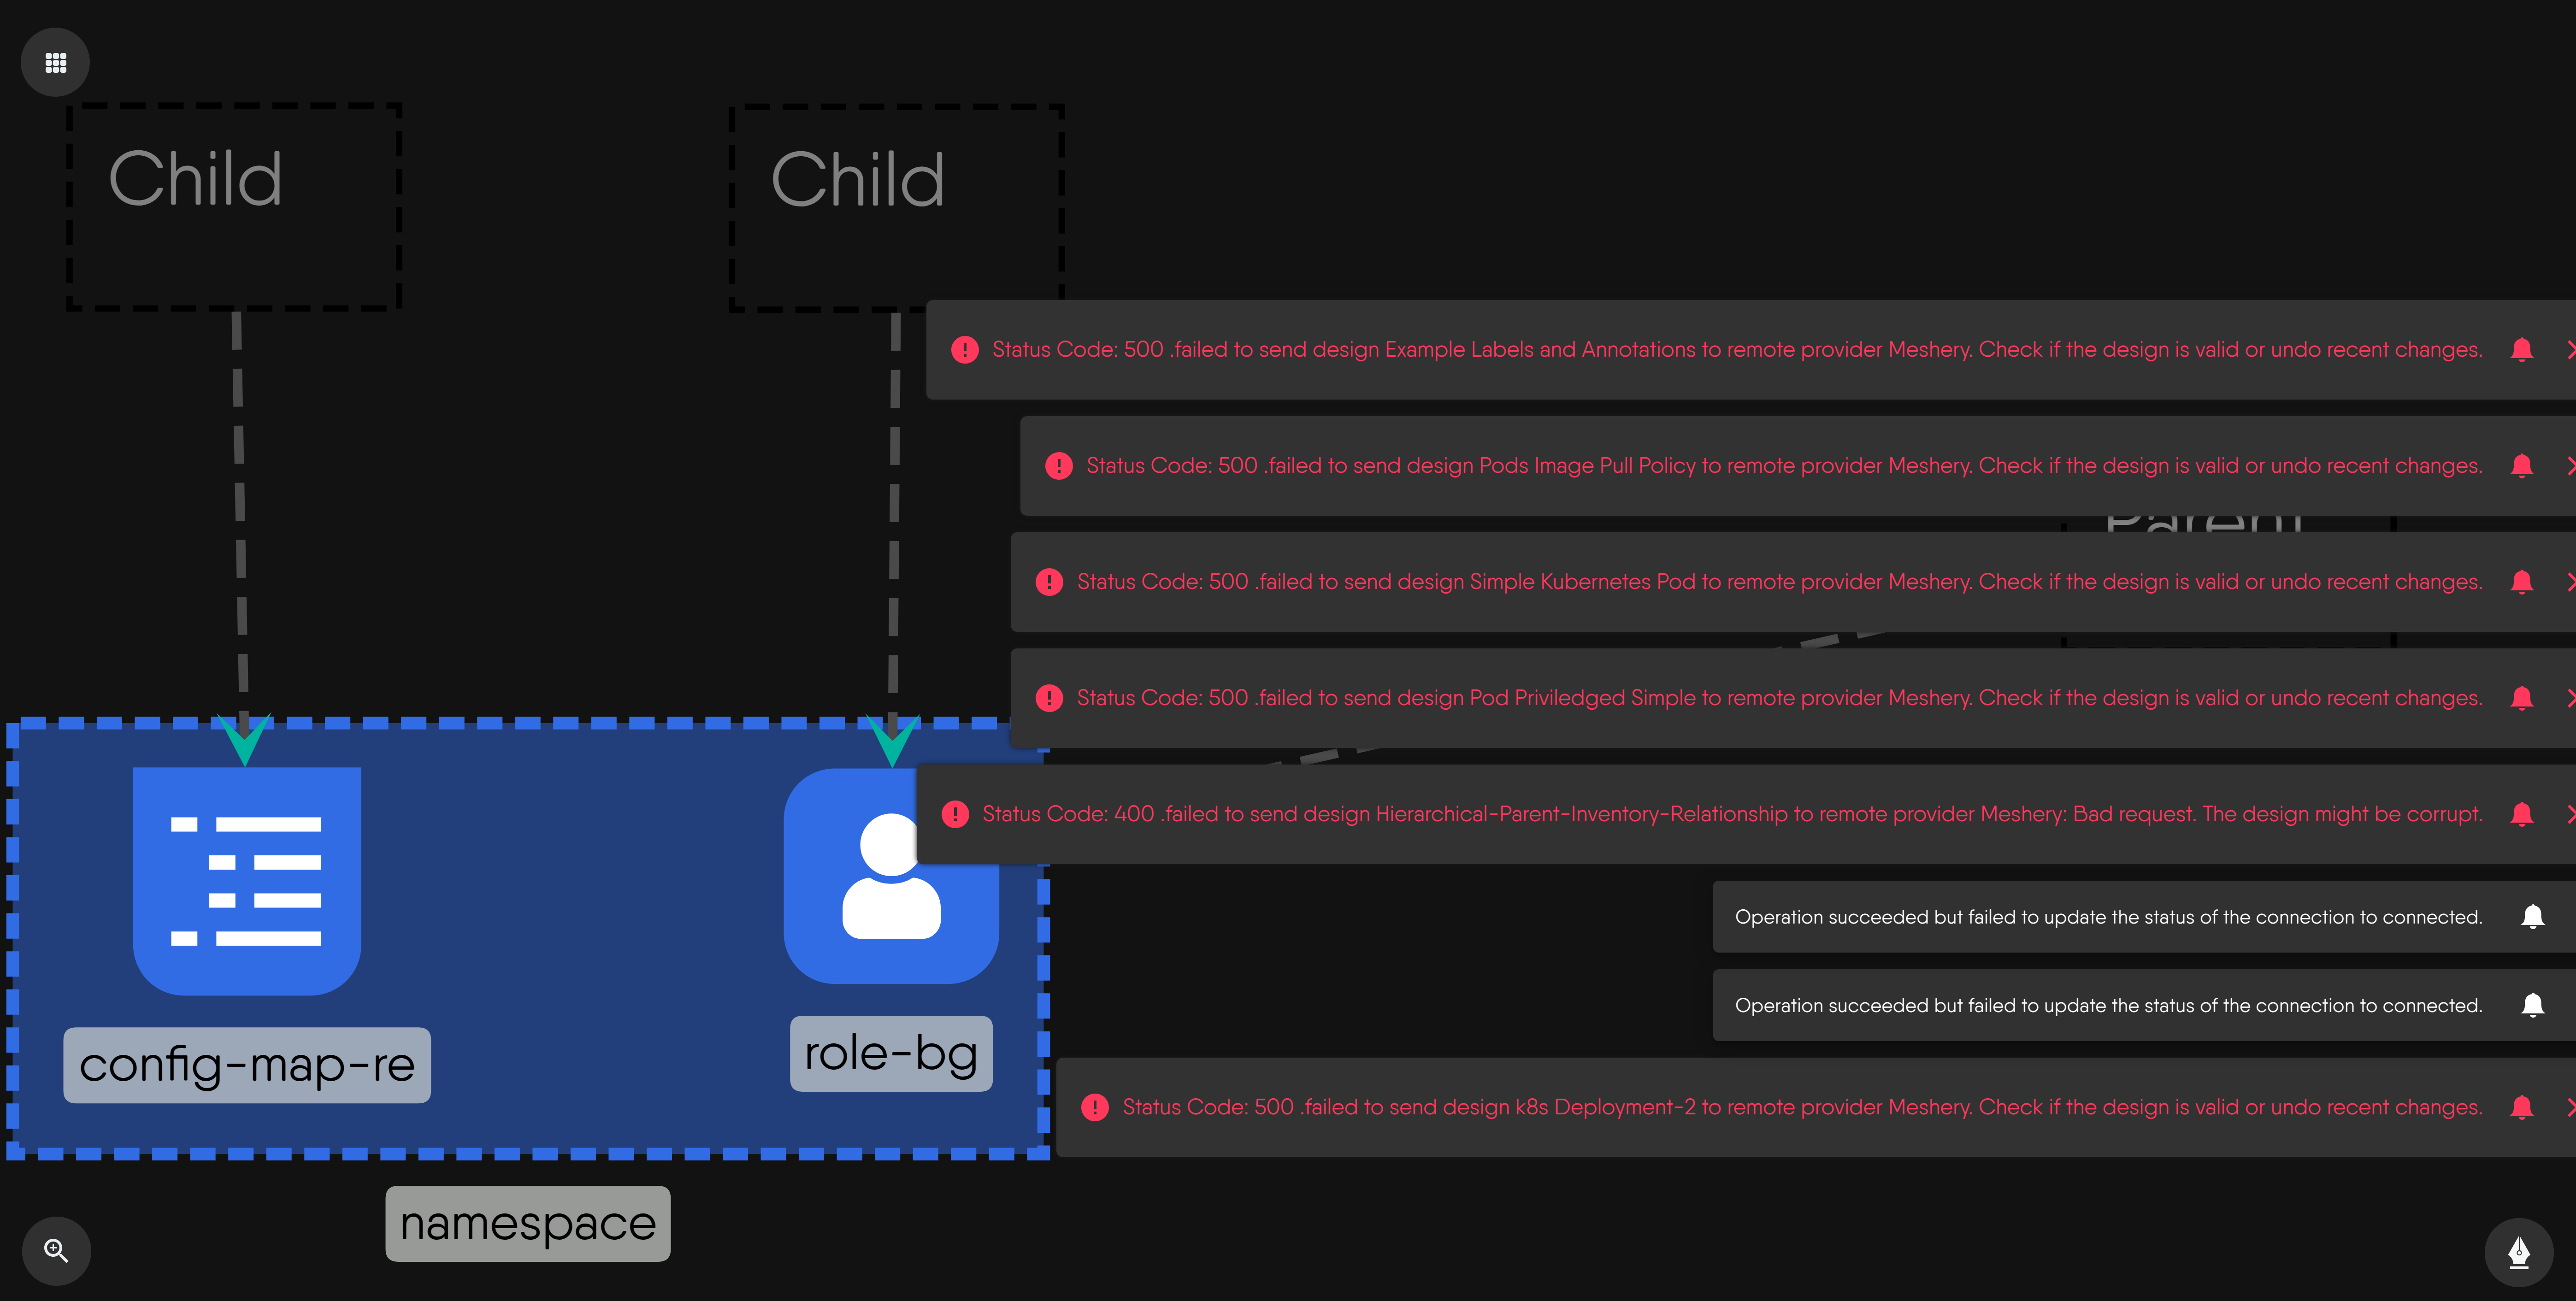 Child
Child
Status Code: 500 .failed to send design Example Labels and Annotations to remote provider Meshery. Check if the design is valid or undo recent changes.
Status Code: 500 .failed to send design Pods Image Pull Policy to remote provider Meshery. Check if the design is valid or undo recent changes.
Parent
Status Code: 500 .failed to send design Simple Kubernetes Pod to remote provider Meshery. Check if the design is valid or undo recent changes.
Status Code: 500 .failed to send design Pod Priviledged Simple to remote provider Meshery. Check if the design is valid or undo recent changes.
Status Code: 400 .failed to send design Hierarchical-Parent-Inventory-Relationship to remote provider Meshery: Bad request. The design might be corrupt.
Operation succeeded but failed to update the status of the connection to connected.
Operation succeeded but failed to update the status of the connection to connected.
config-map-re
role-bg
Status Code: 500 .failed to send design k8s Deployment-2 to remote provider Meshery. Check if the design is valid or undo recent changes.
namespace